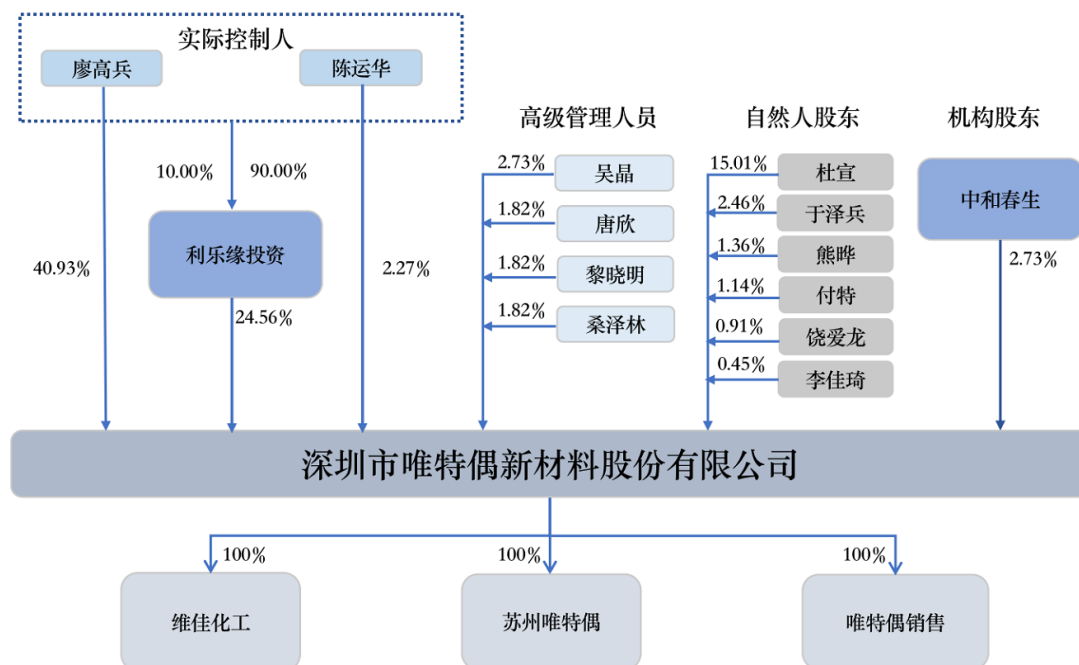 实际控制人
廖高兵
陈运华
高级管理人员
自然人股东
机构股东
10.00%
90.00%
利乐缘投资
40.93%
24.56%
2.27%
2.73%
吴晶
1.82%
唐欣
1.82%
黎晓明
1.82%
桑泽林
15.01%
杜宣
2.46%
于泽兵
1.36%
熊晔
1.14%
付特
0.91%
饶爱龙
0.45%
李佳琦
中和春生
2.73%
深圳市唯特偶新材料股份有限公司
100%
100%
100%
维佳化工
苏州唯特偶
唯特偶销售